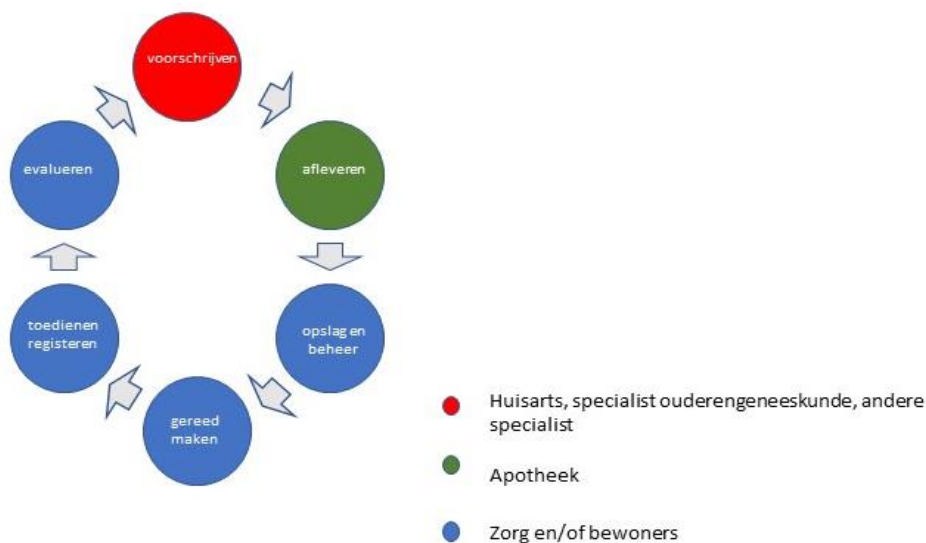 voorschrijven
afleveren
opslag en
beheer
gereed
maken
toedienen
registeren
evalueren
Huisarts, specialist ouderengeneeskunde, andere
specialist
Apotheek
Zorg en/of bewoners